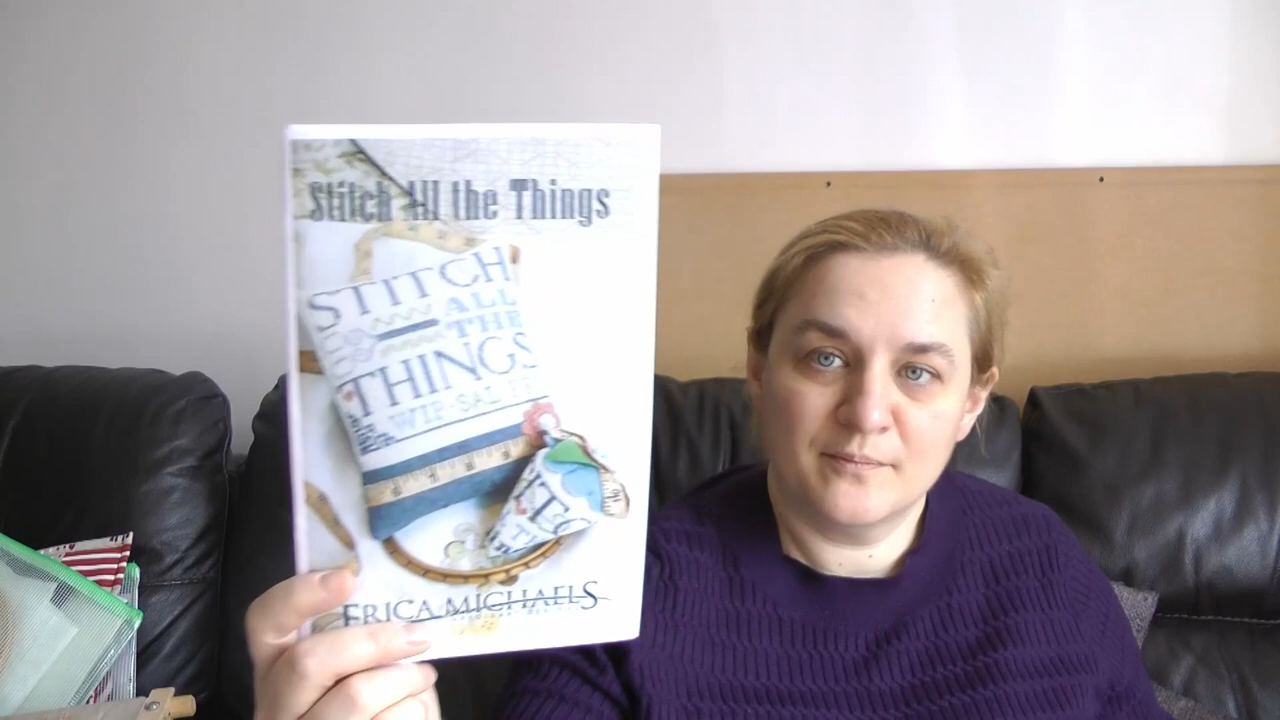 Stitch All the Things
STITCH
ALL
THE
THINGS
WIP·SAL
ERICA MICHAELS